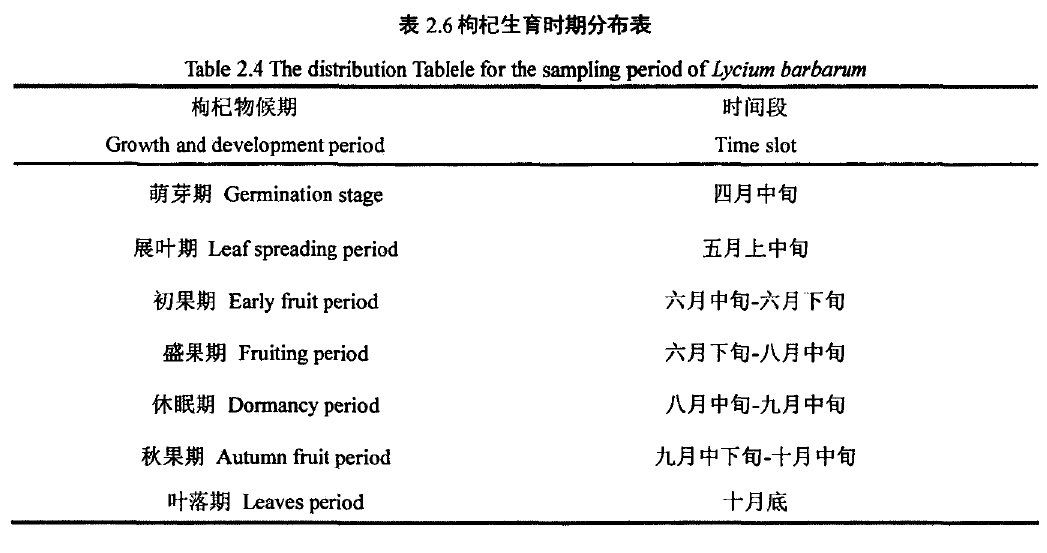 表 2.6 枸杞生育时期分布表
Table 2.4 The distribution Tablele for the sampling period of Lycium barbarum
枸杞物候期 时间段
Growth and development period Time slot
萌芽期 Germination stage 四月中旬
展叶期 Leaf spreading period 五月上中旬
初果期 Early fruit period 六月中旬-六月下旬
盛果期 Fruiting period 六月下旬-八月中旬
休眠期 Dormancy period 八月中旬-九月中旬
秋果期 Autumn fruit period 九月中下旬-十月中旬
叶落期 Leaves period 十月底